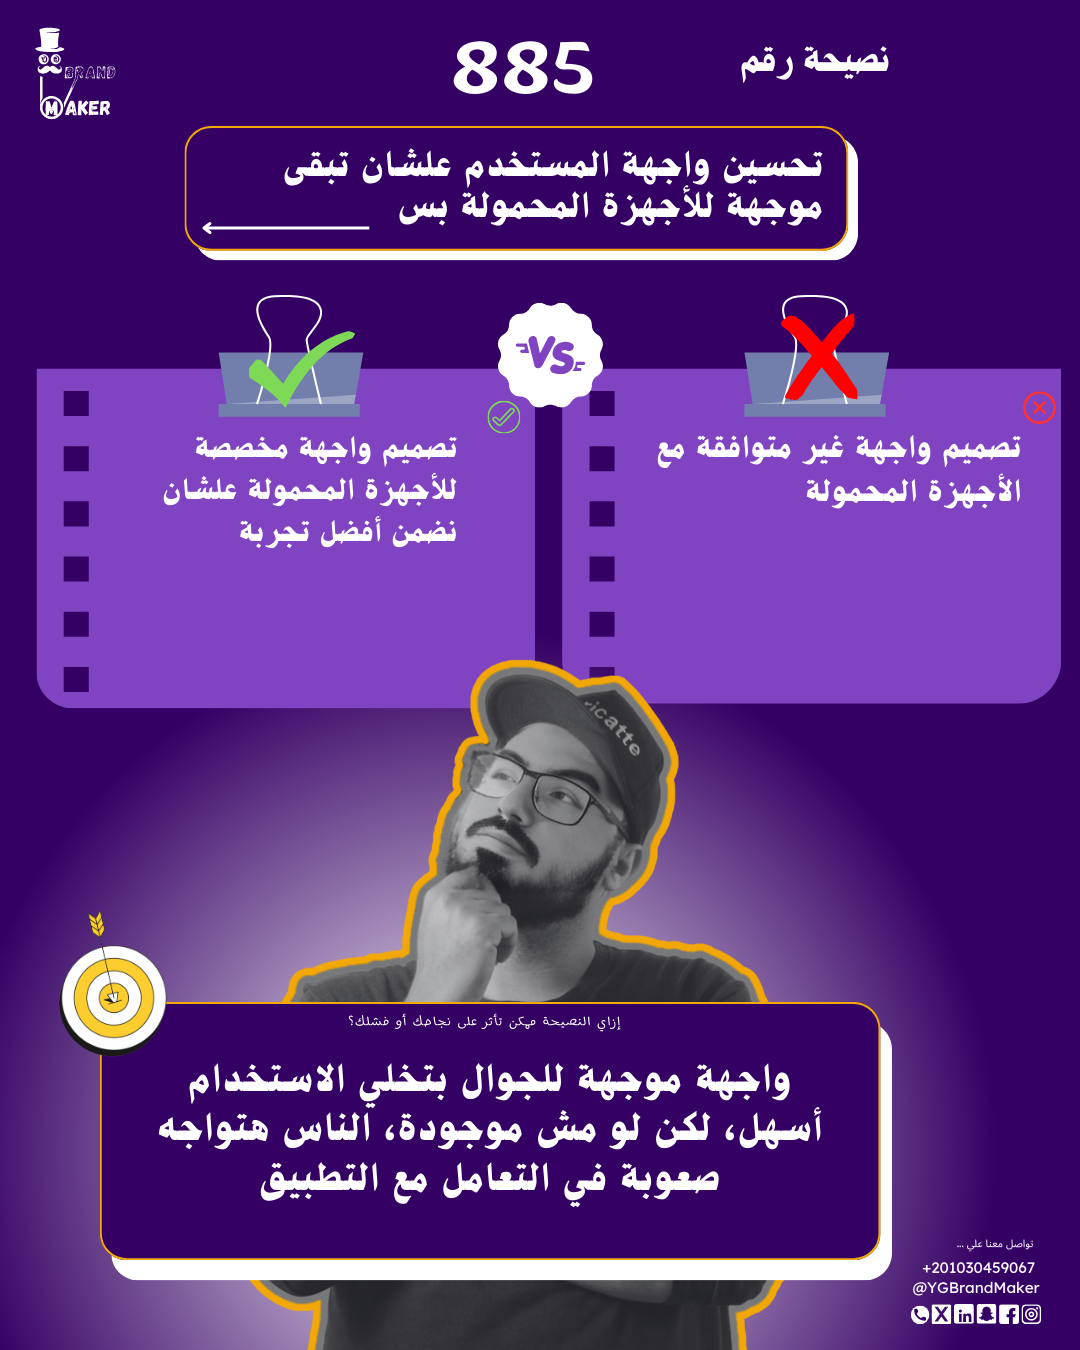 نصيحة رقم
885
BRAND
MAKER
تحسين واجهة المستخدم علشان تبقى
موجهة للأجهزة المحمولة بس
VS
تصميم واجهة غير متوافقة مع
الأجهزة المحمولة
تصميم واجهة مخصصة
للأجهزة المحمولة علشان
نضمن أفضل تجربة
icatte
إزاي النصيحة ممكن تأثر على نجاحك أو فشلك؟
واجهة موجهة للجوال بتخلي الاستخدام
أسهل، لكن لو مش موجودة، الناس هتواجه
صعوبة في التعامل مع التطبيق
تواصل معنا علي ...
+201030459067
@YGBrandMaker